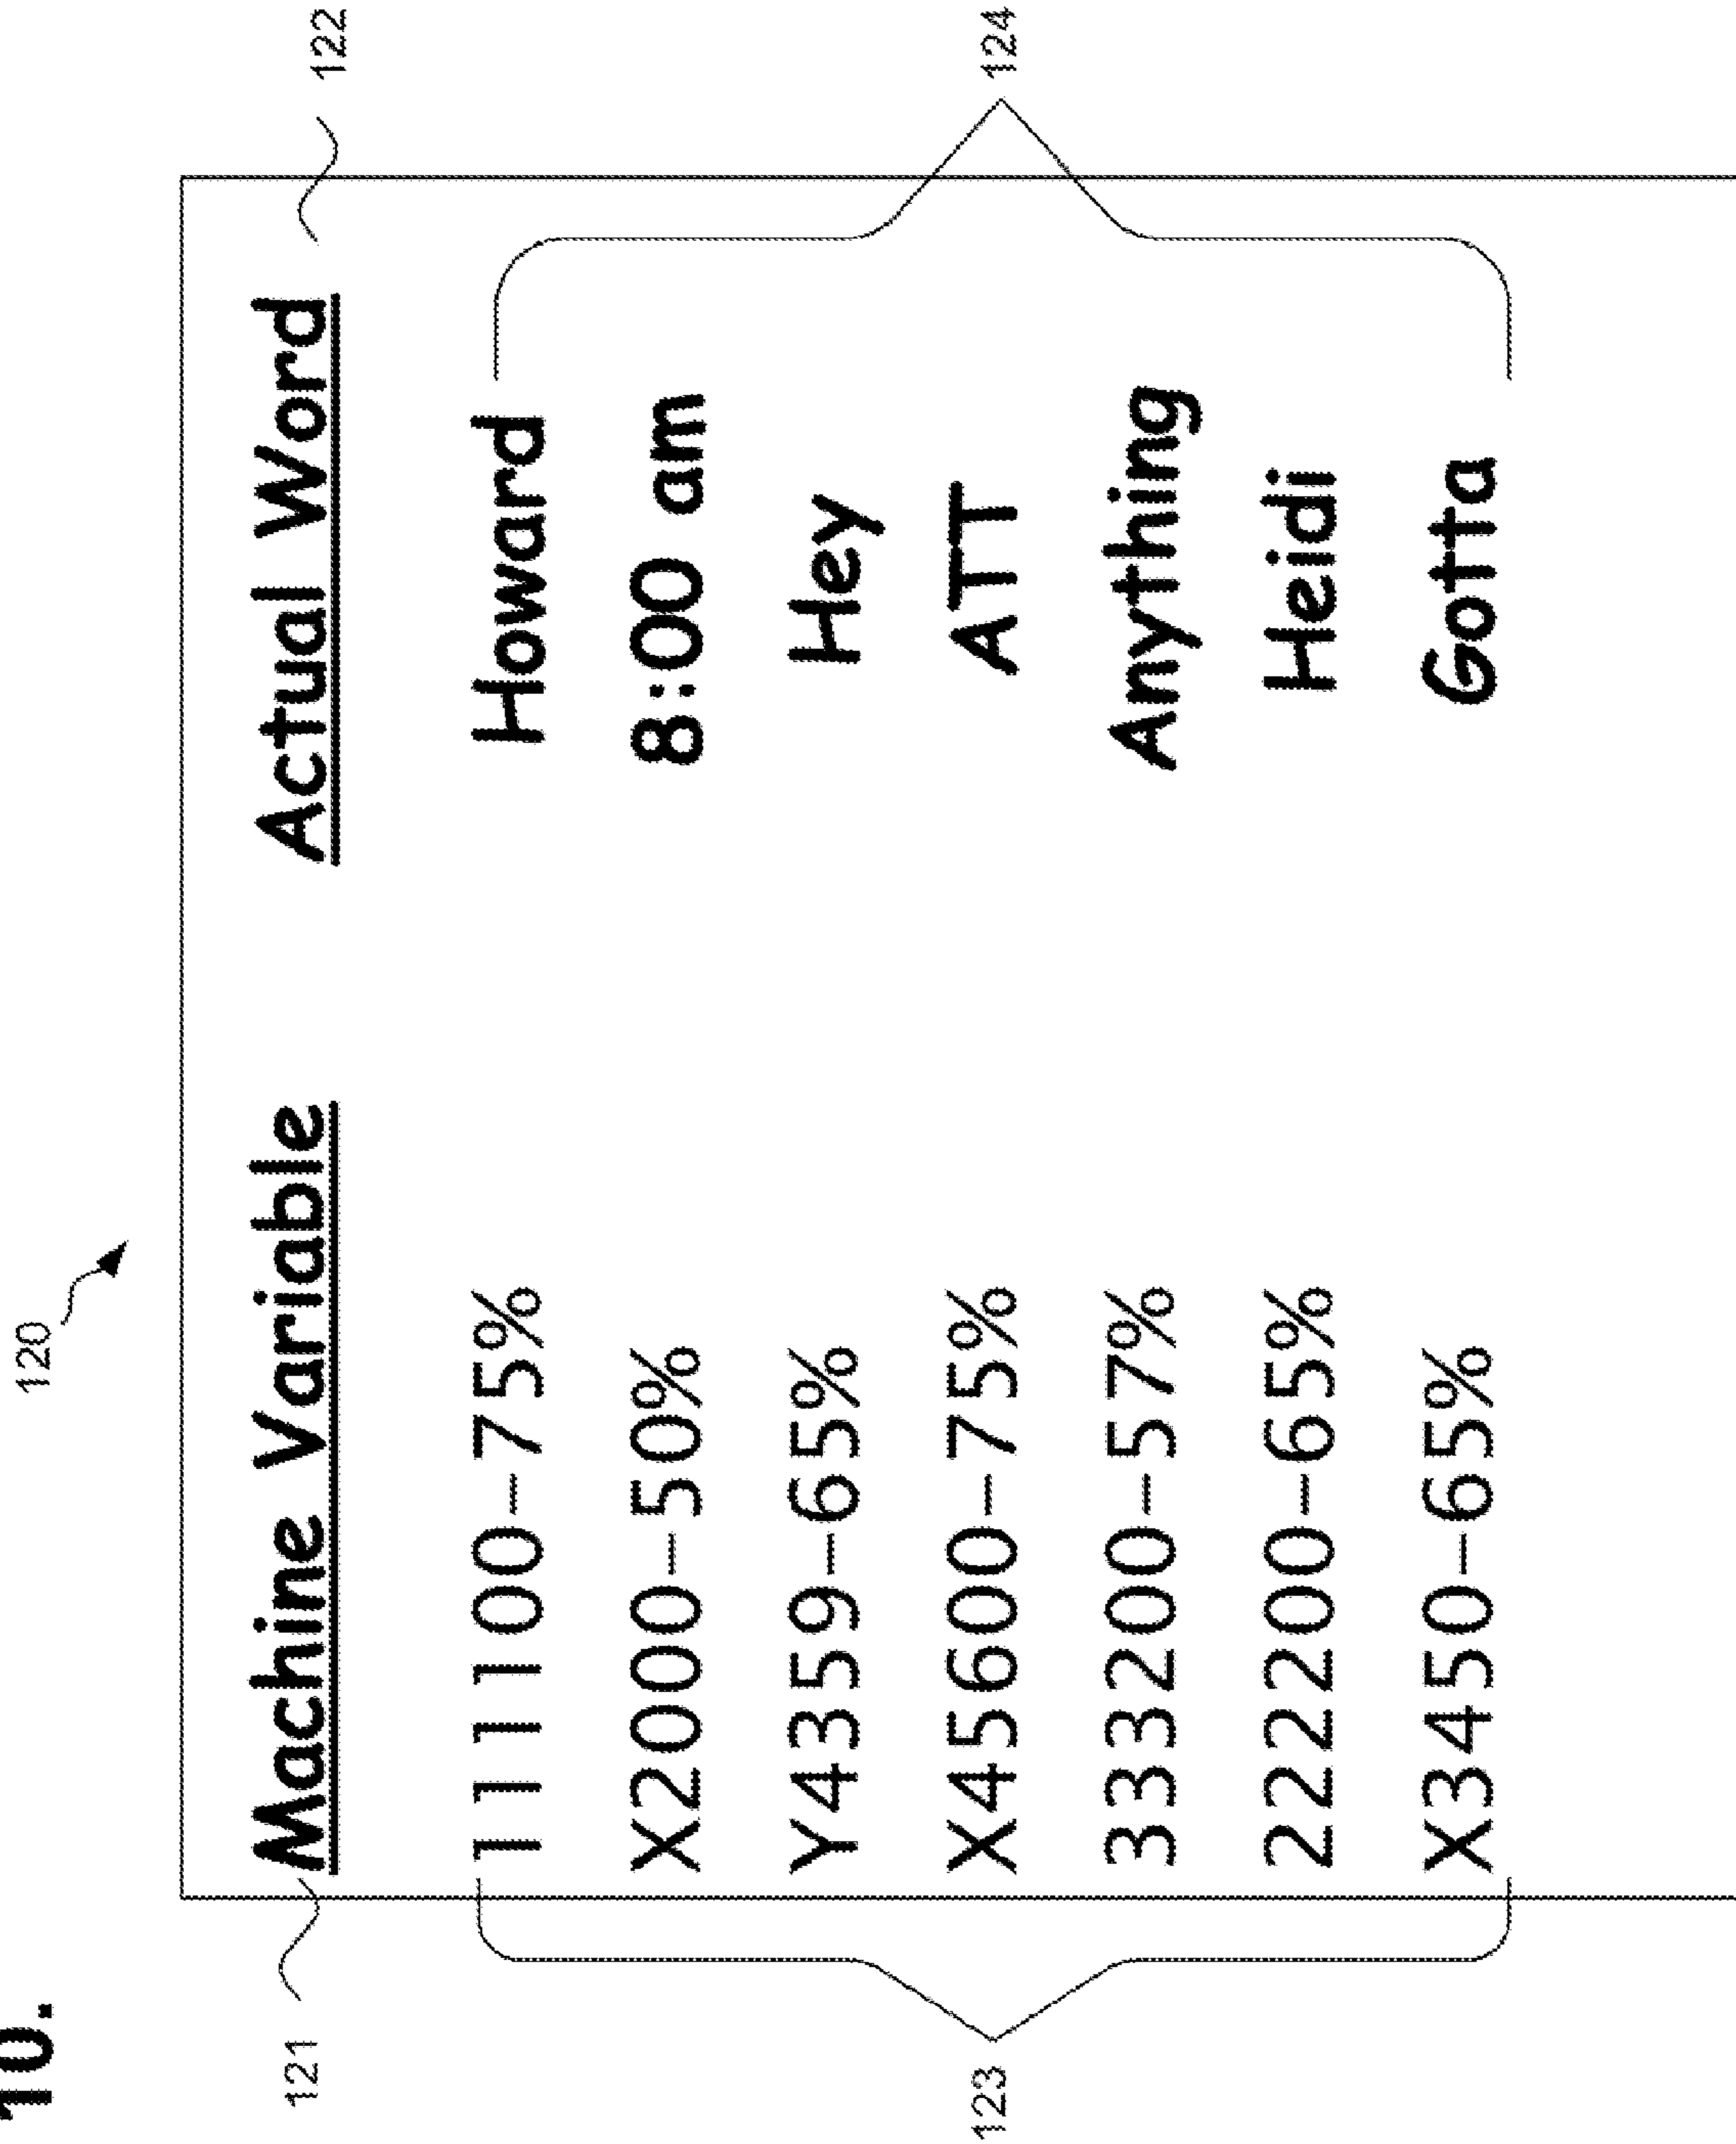 10.
120
121 Machine Variable Actual Word 122
111100-75% Howard
X2000-50% 8:00 am
Y4359-65% Hey
123 X45600-75% ATT 124
333200-57% Anything
222200-65% Heidi
X3450-65% Gotta